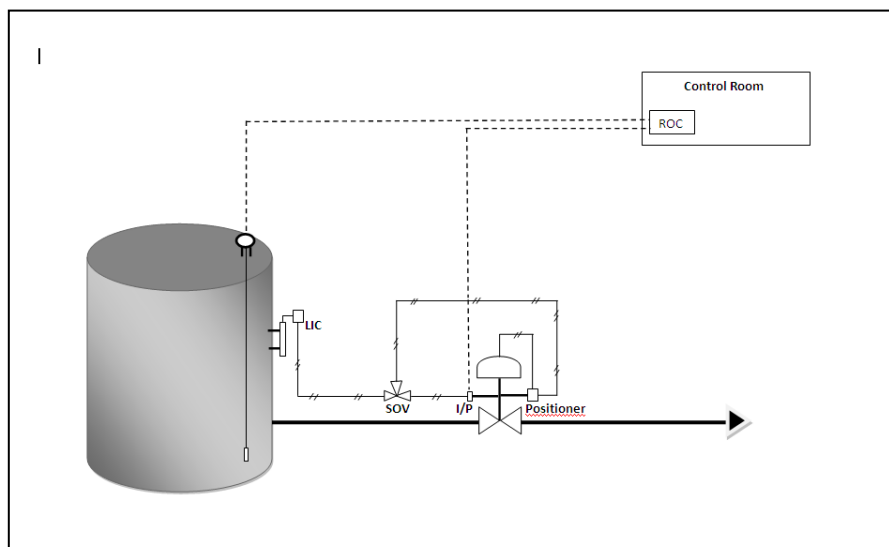 I
Control Room
ROC
LIC
SOV
I/P
Positioner